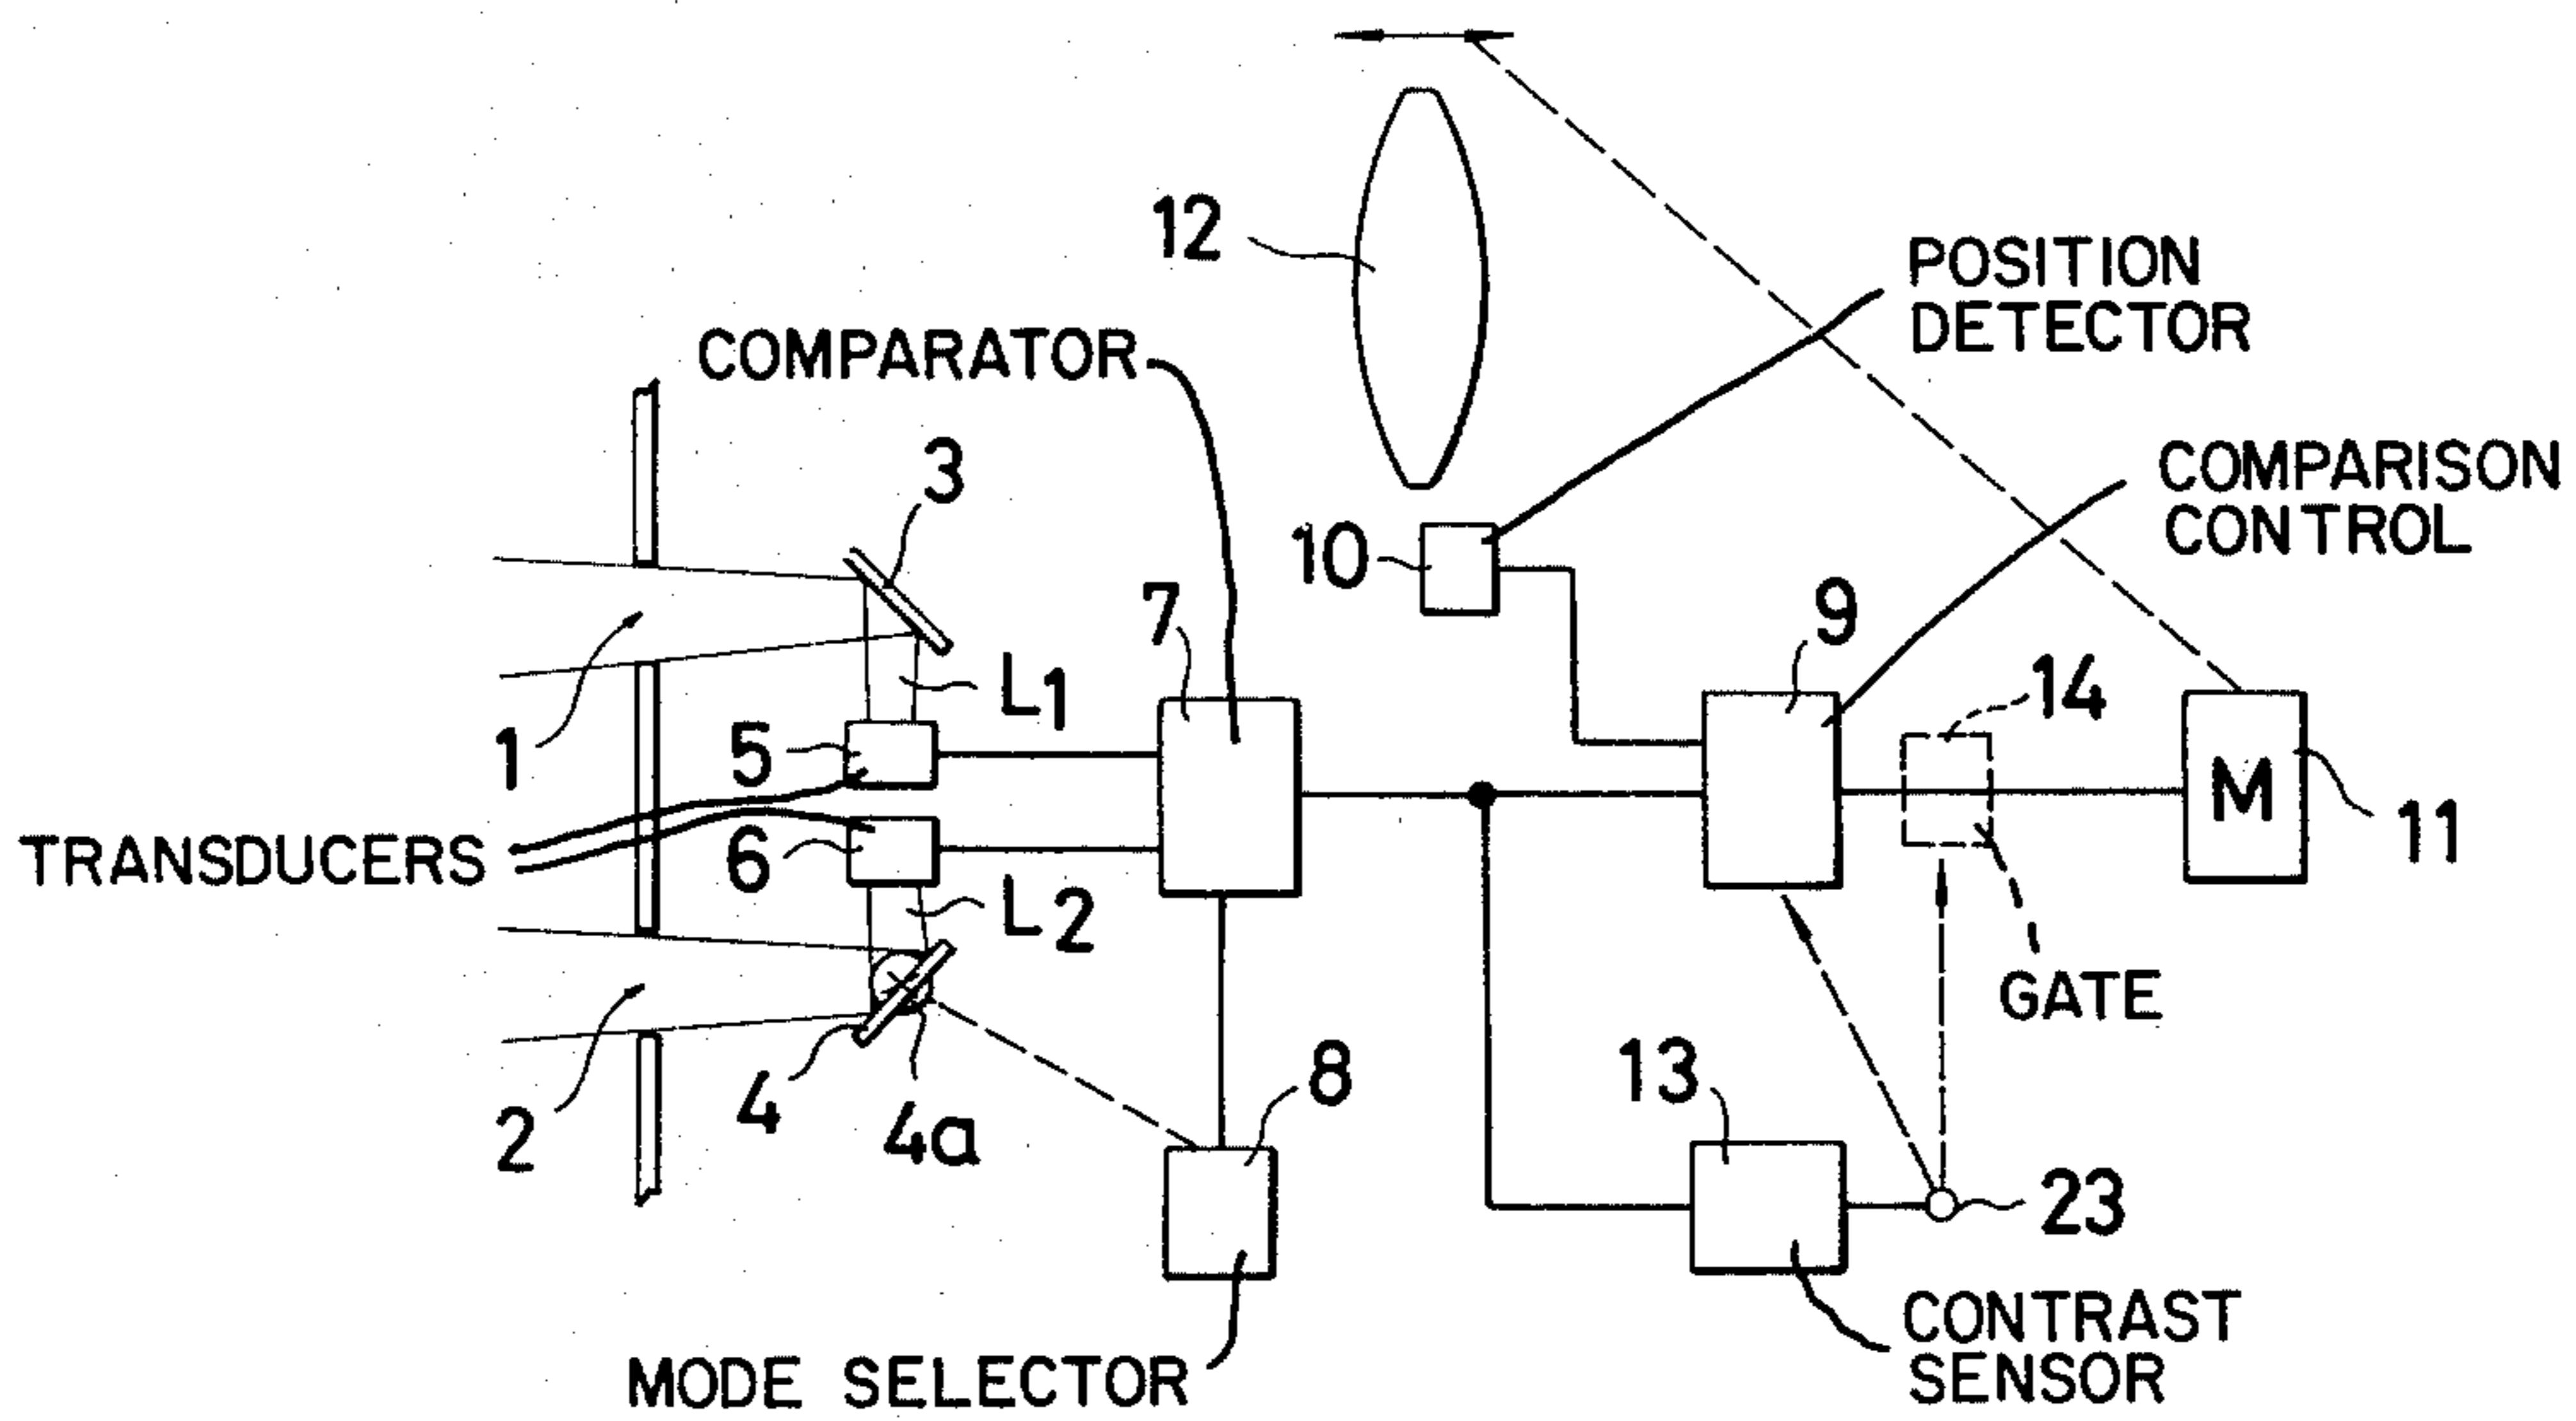 12
POSITION
DETECTOR
COMPARATOR
3
COMPARISON
CONTROL
10
7
9
L1
14
1
5
M
11
TRANSDUCERS
6
L2
GATE
2
4
4a
8
13
23
CONTRAST
SENSOR
MODE SELECTOR